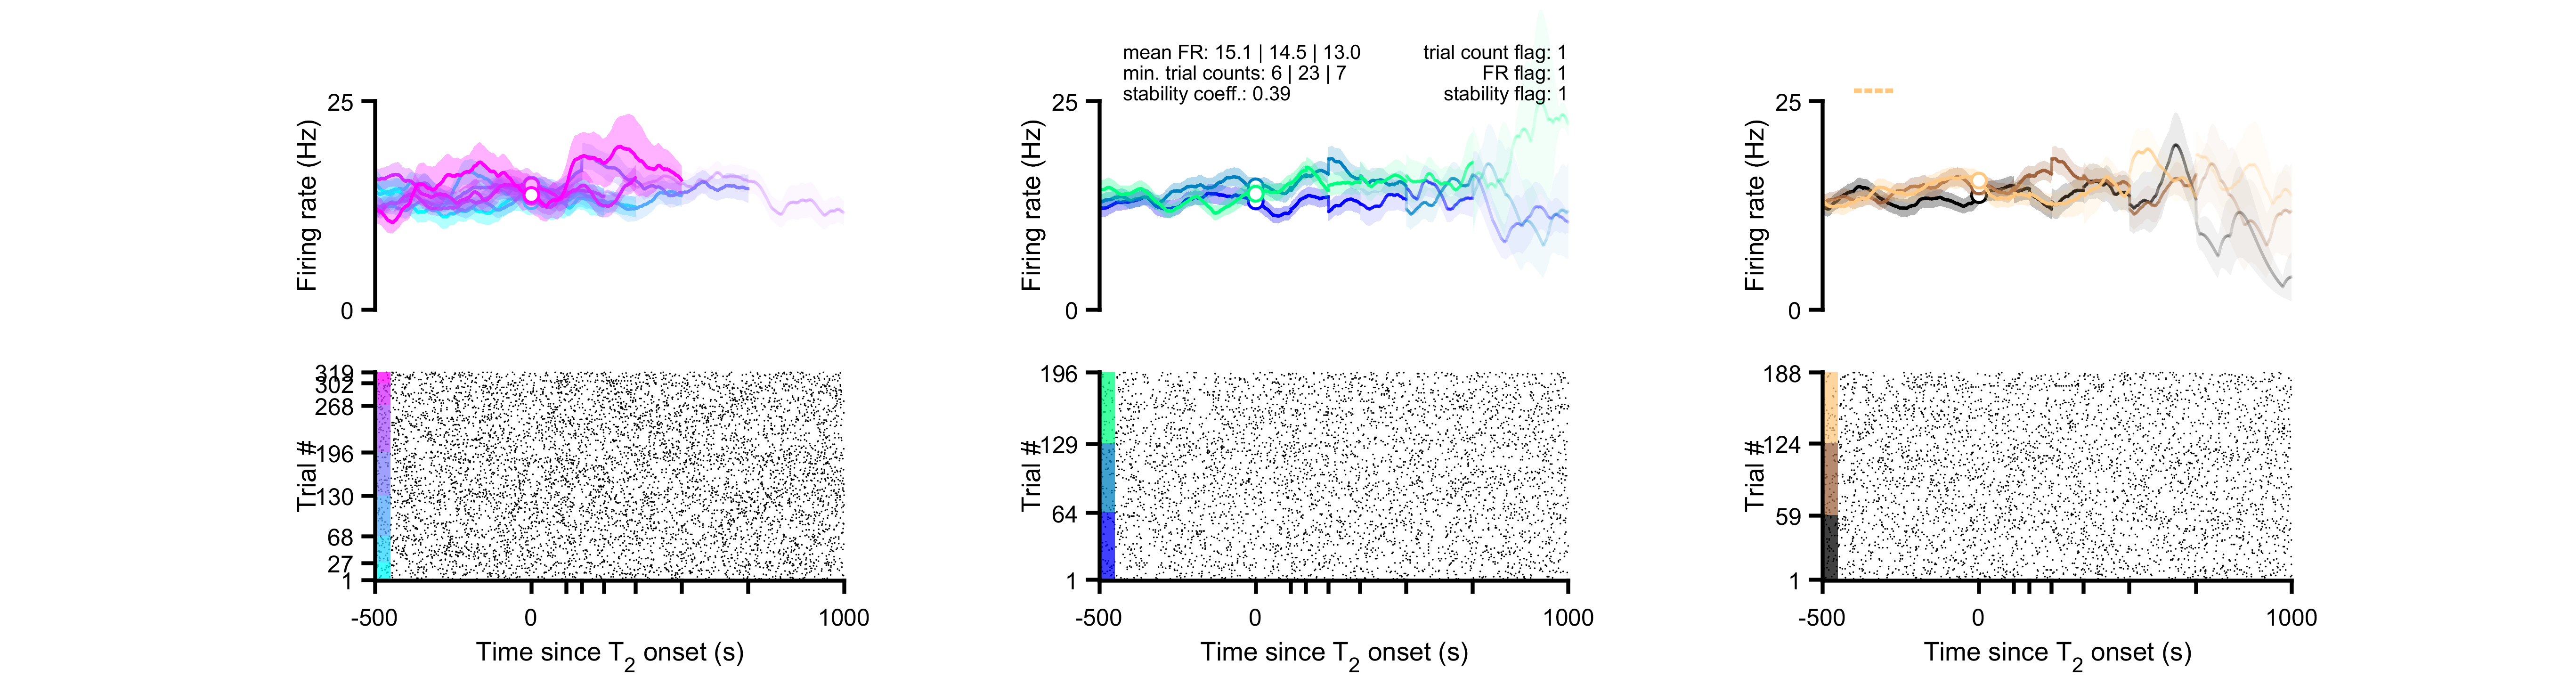 mean FR: 15.1 | 14.5 | 13.0
min. trial counts: 6 | 23 | 7
stability coeff.: 0.39
trial count flag: 1
FR flag: 1
stability flag: 1
25
Firing rate (Hz)
0
25
Firing rate (Hz)
0
25
Firing rate (Hz)
0
319
302
268
196
130
68
27
1
Trial #
-500
0
1000
Time since T2 onset (s)
196
129
64
1
Trial #
-500
0
1000
Time since T2 onset (s)
188
124
59
1
Trial #
-500
0
1000
Time since T2 onset (s)